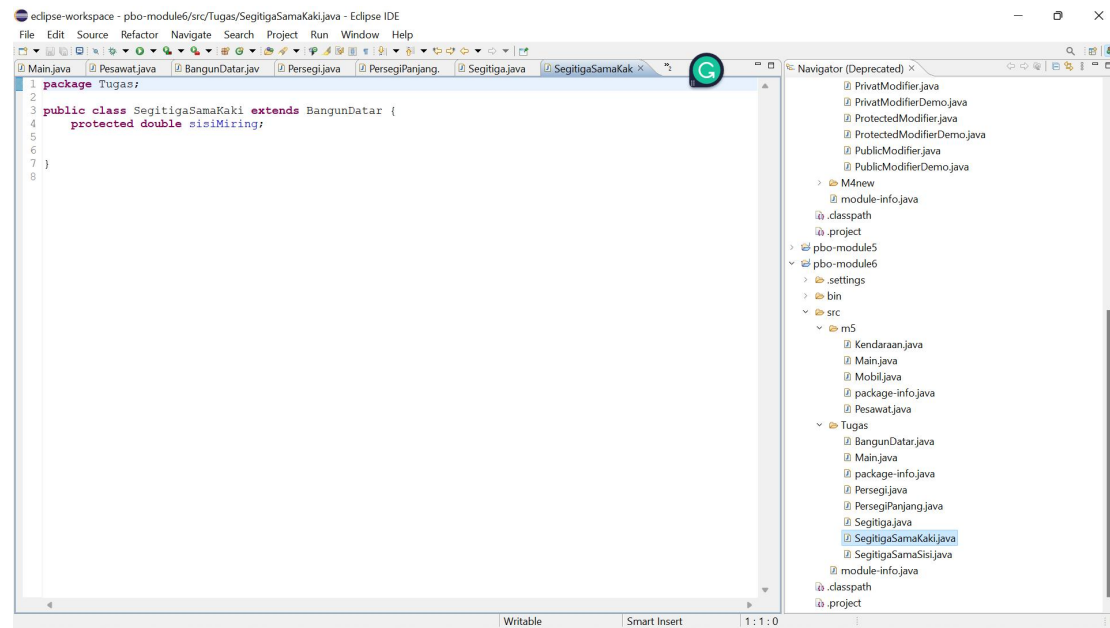 eclipse-workspace - pbo-module6/src/Tugas/SegitigaSamaKaki.java - Eclipse IDE
File Edit Source Refactor Navigate Search Project Run Window Help
Main.java Pesawat.java BangunDatar.jav Persegi.java PersegiPanjang. Segitiga.java SegitigaSamaKak
1 package Tugas;
2
3 public class SegitigaSamaKaki extends BangunDatar {
4 protected double sisiMiring;
5
6
7 }
8
Navigator (Deprecated)
PrivatModifier.java
PrivatModifierDemo.java
ProtectedModifier.java
ProtectedModifierDemo.java
PublicModifier.java
PublicModifierDemo.java
M4new
module-info.java
.classpath
.project
pbo-module5
pbo-module6
.settings
bin
src
m5
Kendaraan.java
Main.java
Mobil.java
package-info.java
Pesawat.java
Tugas
BangunDatar.java
Main.java
package-info.java
Persegi.java
PersegiPanjang.java
Segitiga.java
SegitigaSamaKaki.java
SegitigaSamaSisi.java
module-info.java
.classpath
.project
Writable Smart Insert 1 : 1 : 0